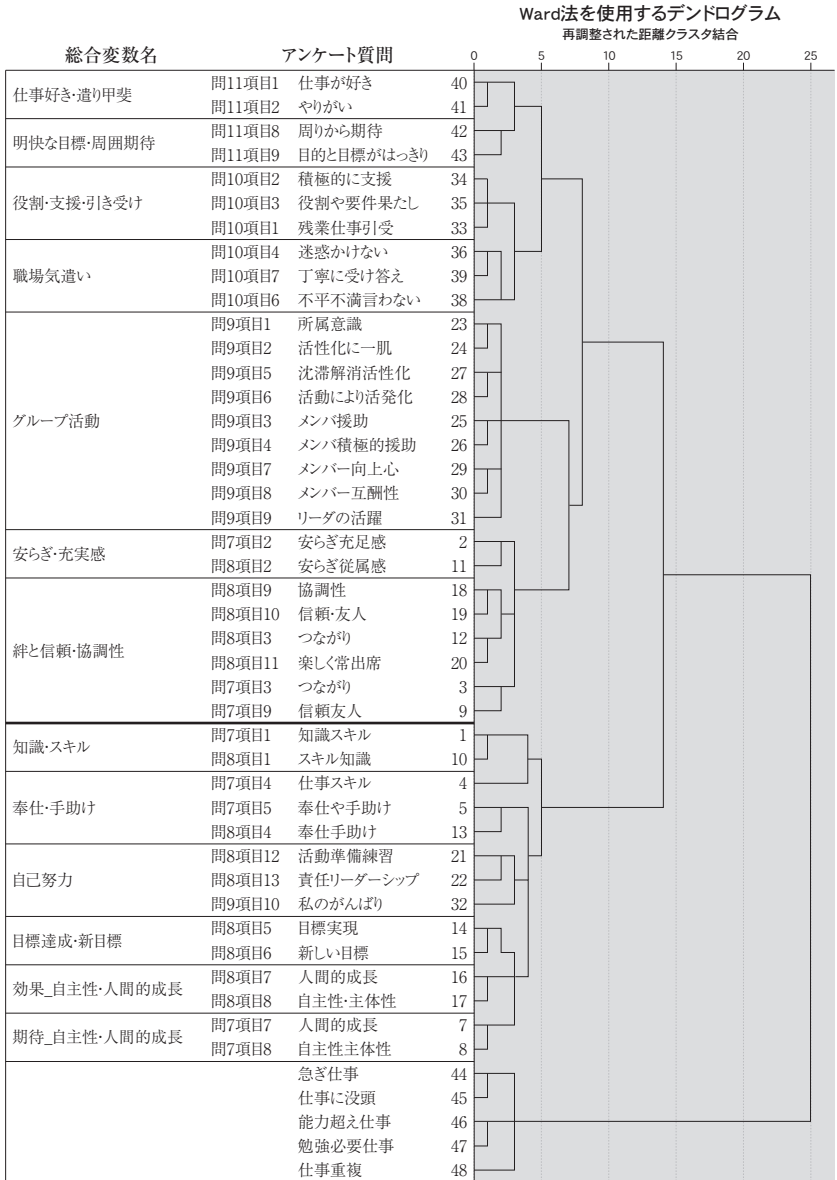 Ward法を使用するデンドログラム
再調整された距離クラスタ結合
総合変数名 アンケート質問 0 5 10 15 20 25
仕事好き・遣り甲斐
問11項目1 仕事が好き 40
問11項目2 やりがい 41
明快な目標・周囲期待
問11項目8 周りから期待 42
問11項目9 目的と目標がはっきり 43
役割・支援・引き受け
問10項目2 積極的に支援 34
問10項目3 役割や要件果たし 35
問10項目1 残業仕事引受 33
職場気遣い
問10項目4 迷惑かけない 36
問10項目7 丁寧に受け答え 39
問10項目6 不平不満言わない 38
グループ活動
問9項目1 所属意識 23
問9項目2 活性化に一肌 24
問9項目5 沈滞解消活性化 27
問9項目6 活動により活発化 28
問9項目3 メンバ援助 25
問9項目4 メンバ積極的援助 26
問9項目7 メンバー向上心 29
問9項目8 メンバー互酬性 30
問9項目9 リーダの活躍 31
安らぎ・充実感
問7項目2 安らぎ充足感 2
問8項目2 安らぎ従属感 11
絆と信頼・協調性
問8項目9 協調性 18
問8項目10 信頼・友人 19
問8項目3 つながり 12
問8項目11 楽しく常出席 20
問7項目3 つながり 3
問7項目9 信頼友人 9
知識・スキル
問7項目1 知識スキル 1
問8項目1 スキル知識 10
奉仕・手助け
問7項目4 仕事スキル 4
問7項目5 奉仕や手助け 5
問8項目4 奉仕手助け 13
自己努力
問8項目12 活動準備練習 21
問8項目13 責任リーダーシップ 22
問9項目10 私のがんばり 32
目標達成・新目標
問8項目5 目標実現 14
問8項目6 新しい目標 15
効果_自主性・人間的成長
問8項目7 人間的成長 16
問8項目8 自主性・主体性 17
期待_自主性・人間的成長
問7項目7 人間的成長 7
問7項目8 自主性主体性 8
急ぎ仕事 44
仕事に没頭 45
能力超え仕事 46
勉強必要仕事 47
仕事重複 48